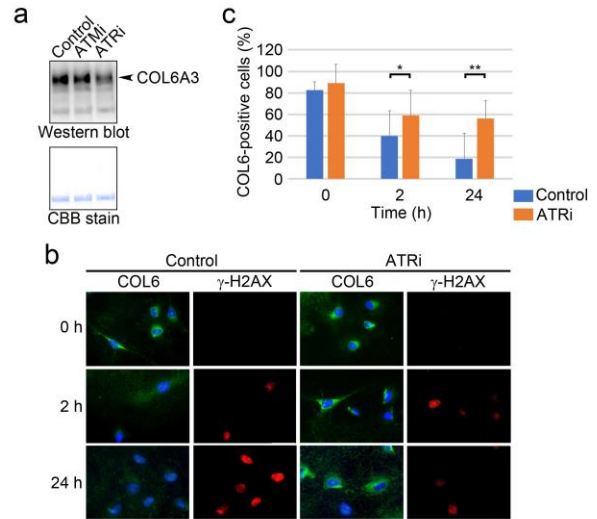 a
Control
ATMi
ATRi
COL6A3
Western blot
CBB stain
c
COL6-positive cells (%)
120
100
80
60
40
20
0
*
**
0 2 24
Time (h)
Control
ATRi
b
Control ATRi
COL6 γ-H2AX COL6 γ-H2AX
0 h
2 h
24 h